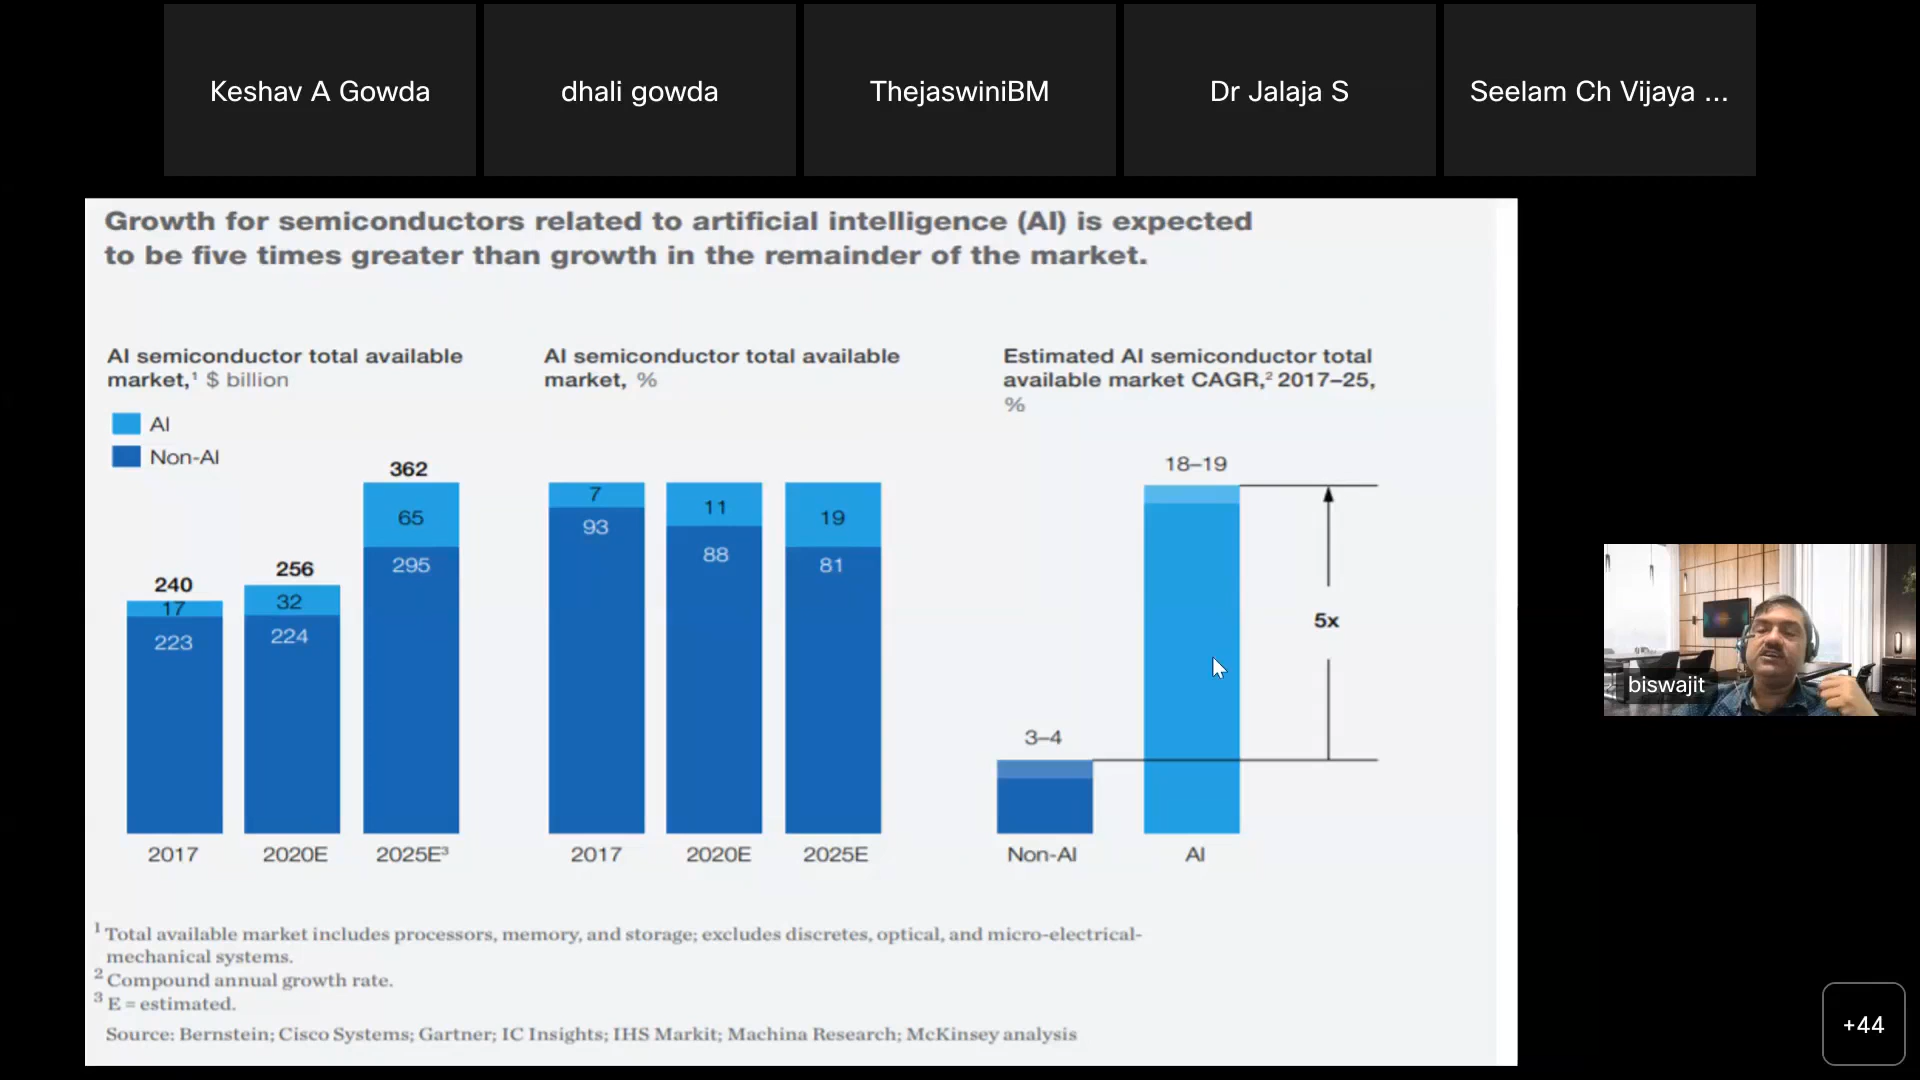 Keshav A Gowda
dhali gowda
ThejaswiniBM
Dr Jalaja S
Seelam Ch Vijaya ...
Growth for semiconductors related to artificial intelligence (AI) is expected
to be five times greater than growth in the remainder of the market.
AI semiconductor total available
market,¹ $ billion
AI
Non-AI
240
17
223
2017
256
32
224
2020E
362
65
295
2025E³
AI semiconductor total available
market, %
7
93
2017
11
88
2020E
19
81
2025E
Estimated AI semiconductor total
available market CAGR,² 2017–25,
%
3–4
Non-AI
18–19
AI
5x
¹ Total available market includes processors, memory, and storage; excludes discretes, optical, and micro-electrical-
mechanical systems.
² Compound annual growth rate.
³ E = estimated.
Source: Bernstein; Cisco Systems; Gartner; IC Insights; IHS Markit; Machina Research; McKinsey analysis
biswajit
+44